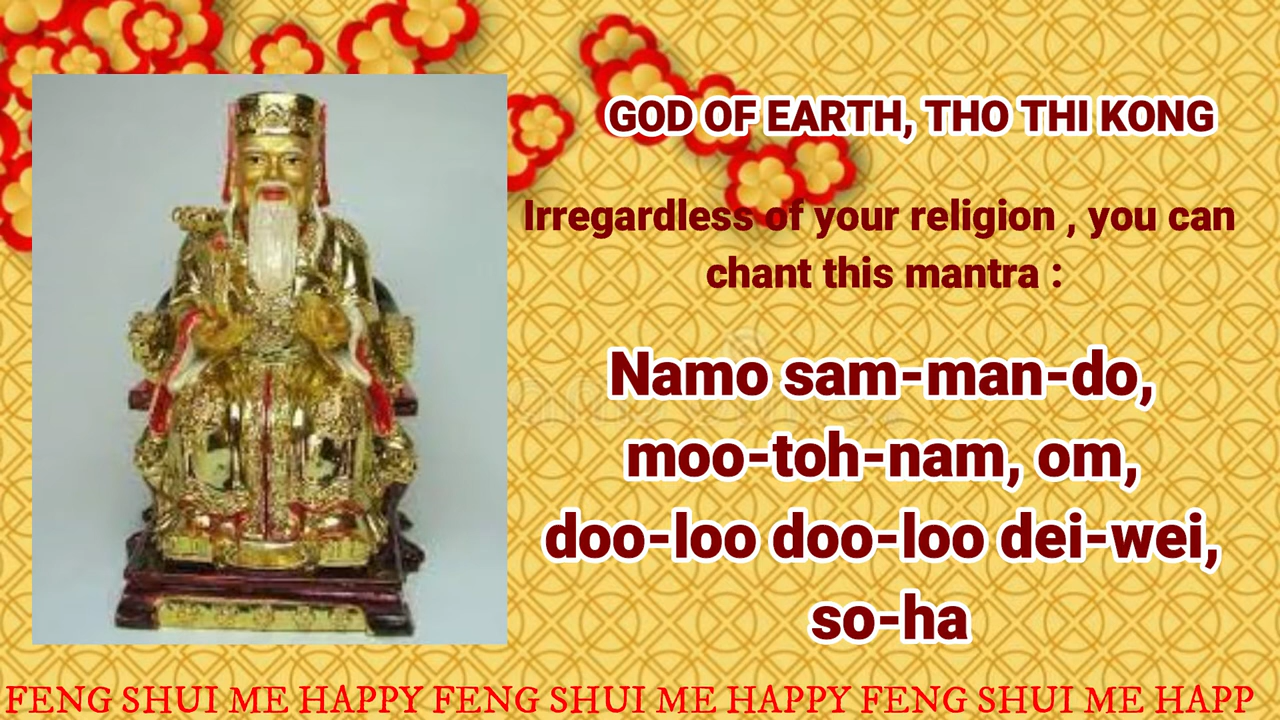 GOD OF EARTH, THO THI KONG
Irregardless of your religion , you can
chant this mantra :
Namo sam-man-do,
moo-toh-nam, om,
doo-loo doo-loo dei-wei,
so-ha
FENG SHUI ME HAPPY FENG SHUI ME HAPPY FENG SHUI ME HAPP